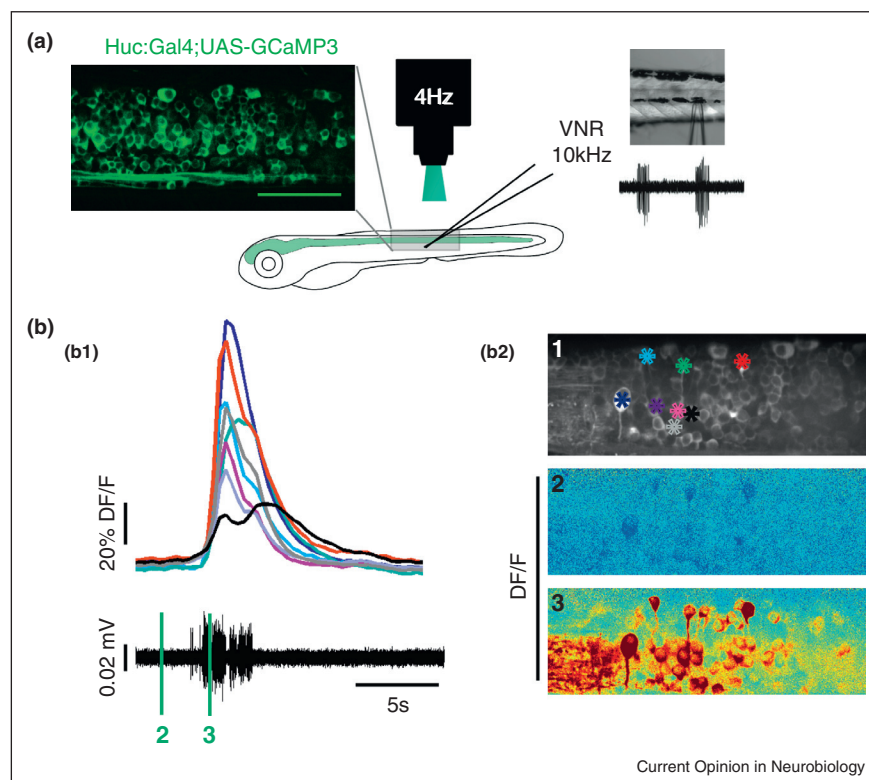 (a)
Huc:Gal4;UAS-GCaMP3
4Hz
VNR
10kHz
(b)
(b1)
20% DF/F
0.02 mV
5s
2
3
(b2)
1
2
3
DF/F
Current Opinion in Neurobiology